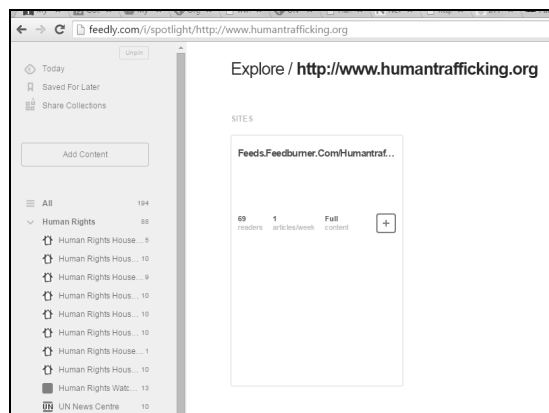 feedly.com/i/spotlight/http://www.humantrafficking.org
Unpin
Today
Saved For Later
Share Collections
Add Content
All 194
Human Rights 88
Human Rights House... 5
Human Rights Hous... 10
Human Rights House... 9
Human Rights Hous... 10
Human Rights Hous... 10
Human Rights Hous... 10
Human Rights House... 1
Human Rights Hous... 10
Human Rights Watc... 13
UN UN News Centre 10
Explore / http://www.humantrafficking.org
SITES
Feeds.Feedburner.Com/Humantraf...
69 1 Full
readers articles/week content
+